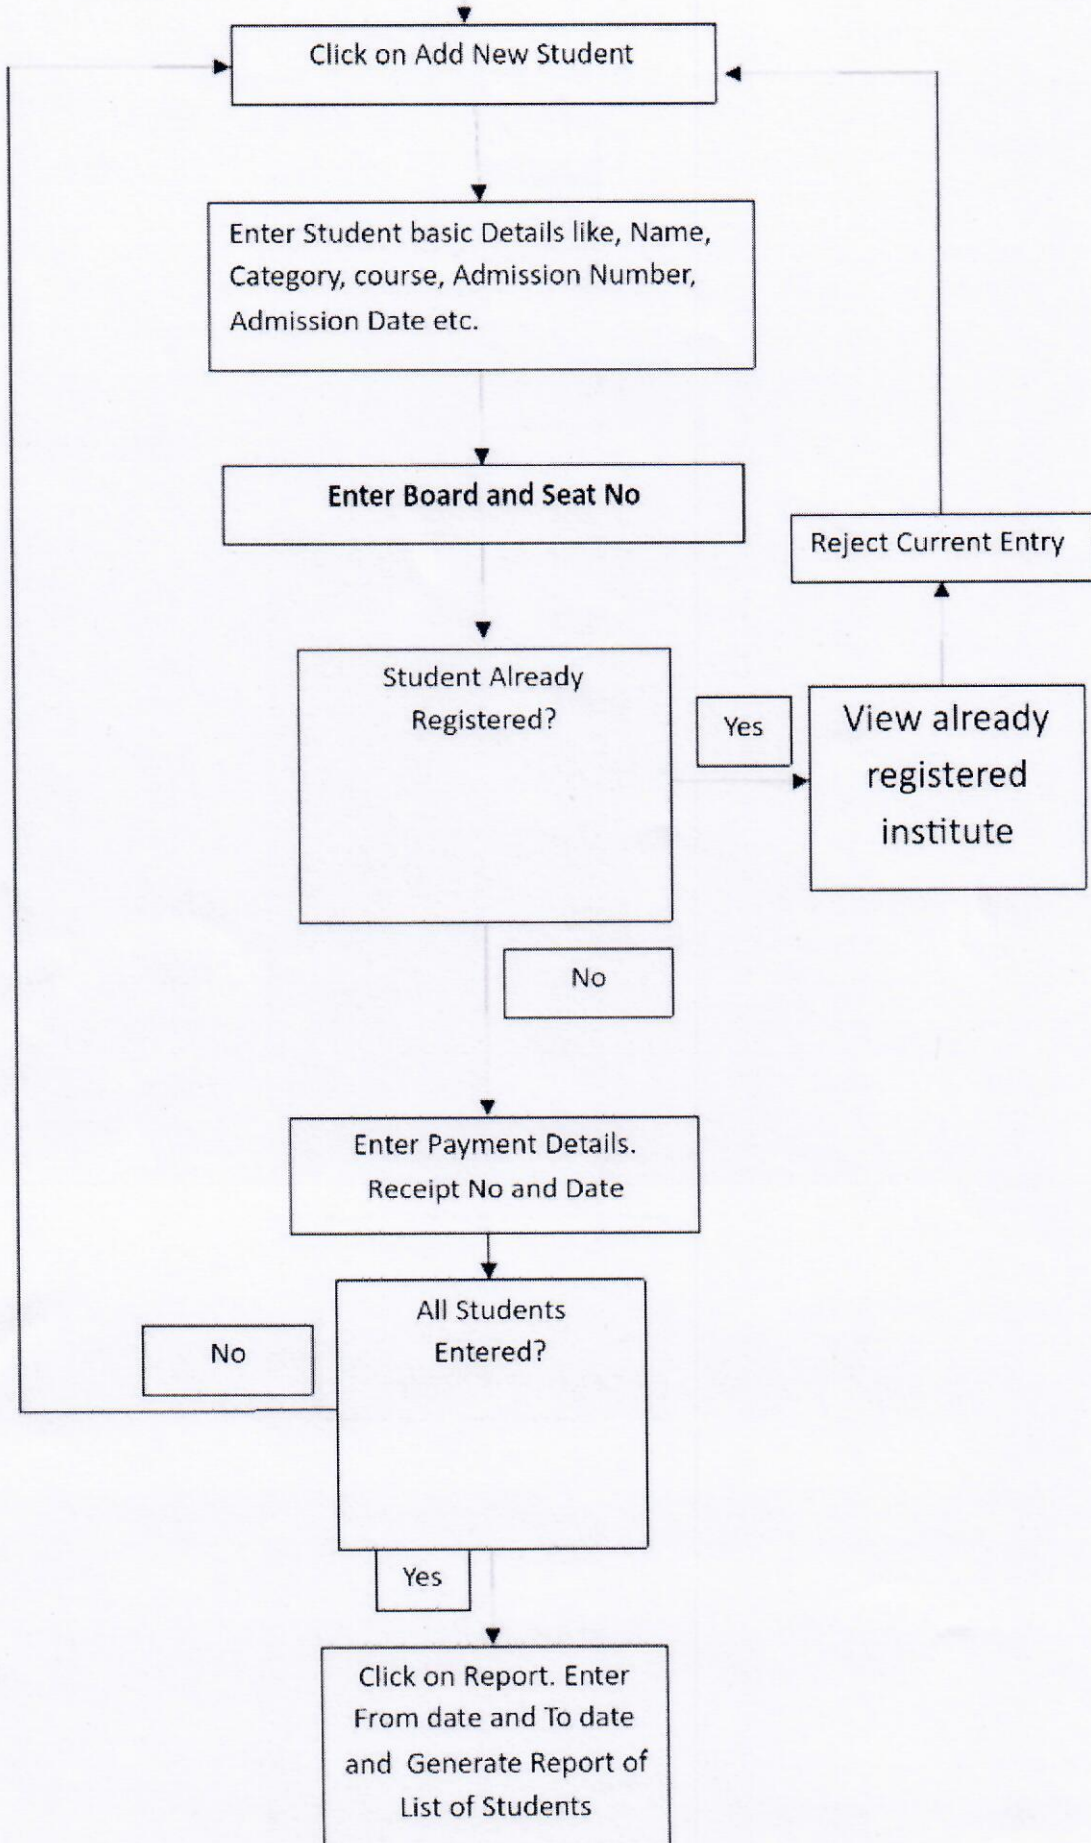 Click on Add New Student
Enter Student basic Details like, Name,
Category, course, Admission Number,
Admission Date etc.
Enter Board and Seat No
Reject Current Entry
Student Already
Registered?
Yes
View already
registered
institute
No
Enter Payment Details.
Receipt No and Date
All Students
Entered?
No
Yes
Click on Report. Enter
From date and To date
and Generate Report of
List of Students